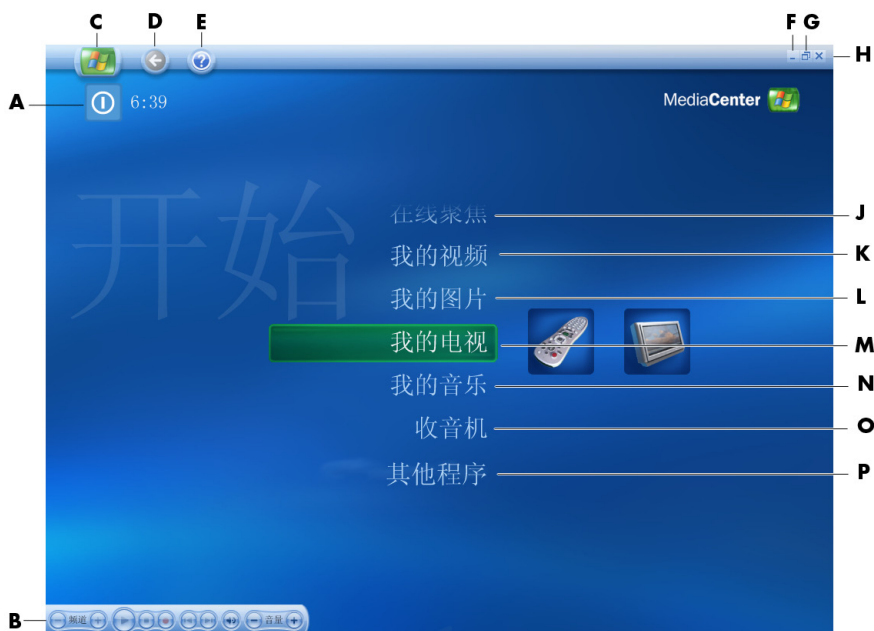 C D E F G
H
A 6:39 MediaCenter
开始
在线聚焦 J
我的视频 K
我的图片 L
我的电视 M
我的音乐 N
收音机 O
其他程序 P
B 频道 音量